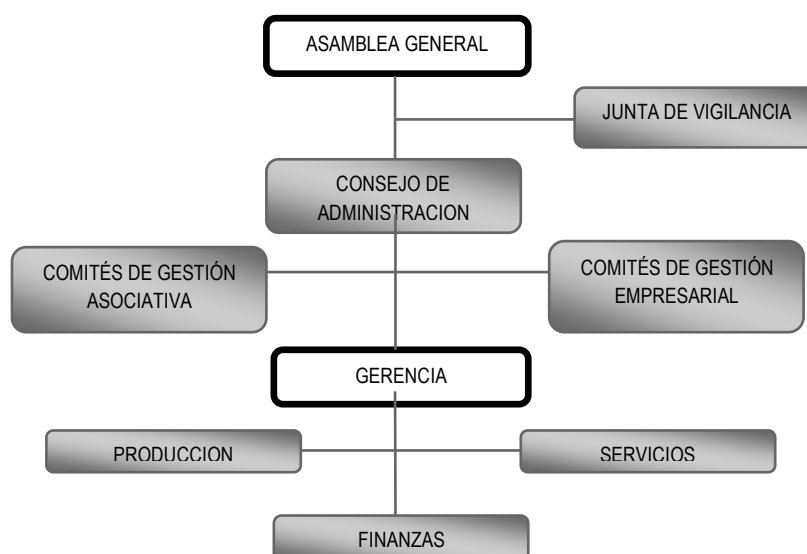 ASAMBLEA GENERAL
JUNTA DE VIGILANCIA
CONSEJO DE
ADMINISTRACION
COMITÉS DE GESTIÓN
ASOCIATIVA
COMITÉS DE GESTIÓN
EMPRESARIAL
GERENCIA
PRODUCCION
SERVICIOS
FINANZAS